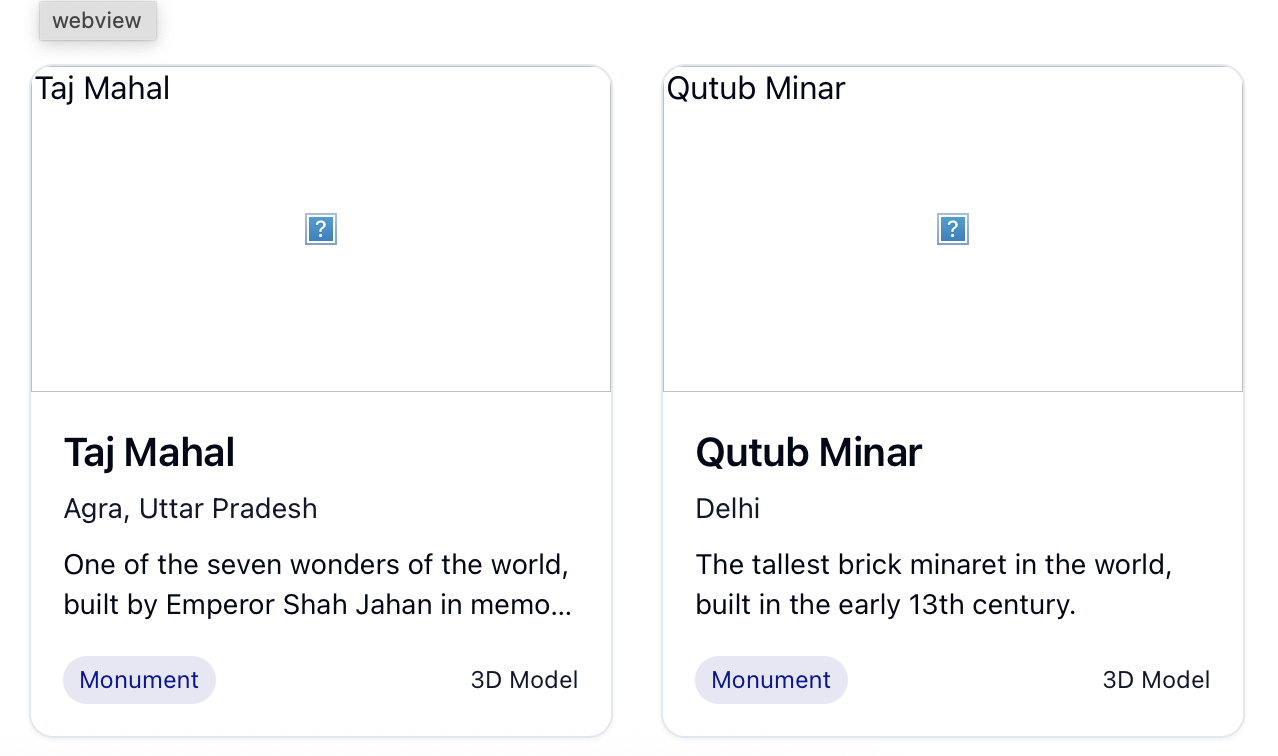 webview
Taj Mahal
Qutub Minar
?
?
Taj Mahal
Agra, Uttar Pradesh
One of the seven wonders of the world,
built by Emperor Shah Jahan in memo...
Monument
3D Model
Qutub Minar
Delhi
The tallest brick minaret in the world,
built in the early 13th century.
Monument
3D Model